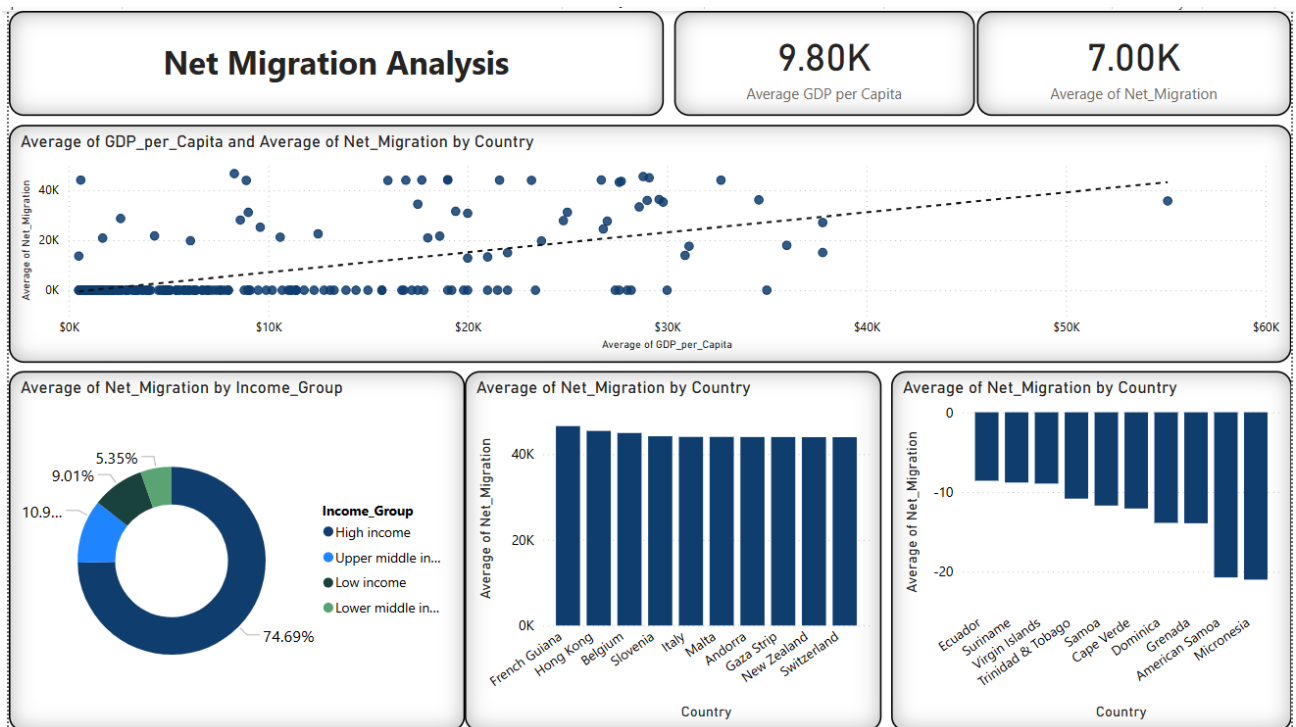 Net Migration Analysis
9.80K
Average GDP per Capita
7.00K
Average of Net_Migration
Average of GDP_per_Capita and Average of Net_Migration by Country
Average of Net_Migration
40K
20K
0K
$0K
$10K
$20K
$30K
$40K
$50K
$60K
Average of GDP_per_Capita
Average of Net_Migration by Income_Group
5.35%
9.01%
10.9...
74.69%
Income_Group
High income
Upper middle in...
Low income
Lower middle in...
Average of Net_Migration by Country
Average of Net_Migration
40K
20K
0K
French Guiana
Hong Kong
Belgium
Slovenia
Italy
Malta
Andorra
Gaza Strip
New Zealand
Switzerland
Country
Average of Net_Migration by Country
Average of Net_Migration
0
-10
-20
Ecuador
Suriname
Virgin Islands
Trinidad & Tobago
Samoa
Cape Verde
Dominica
Grenada
American Samoa
Micronesia
Country